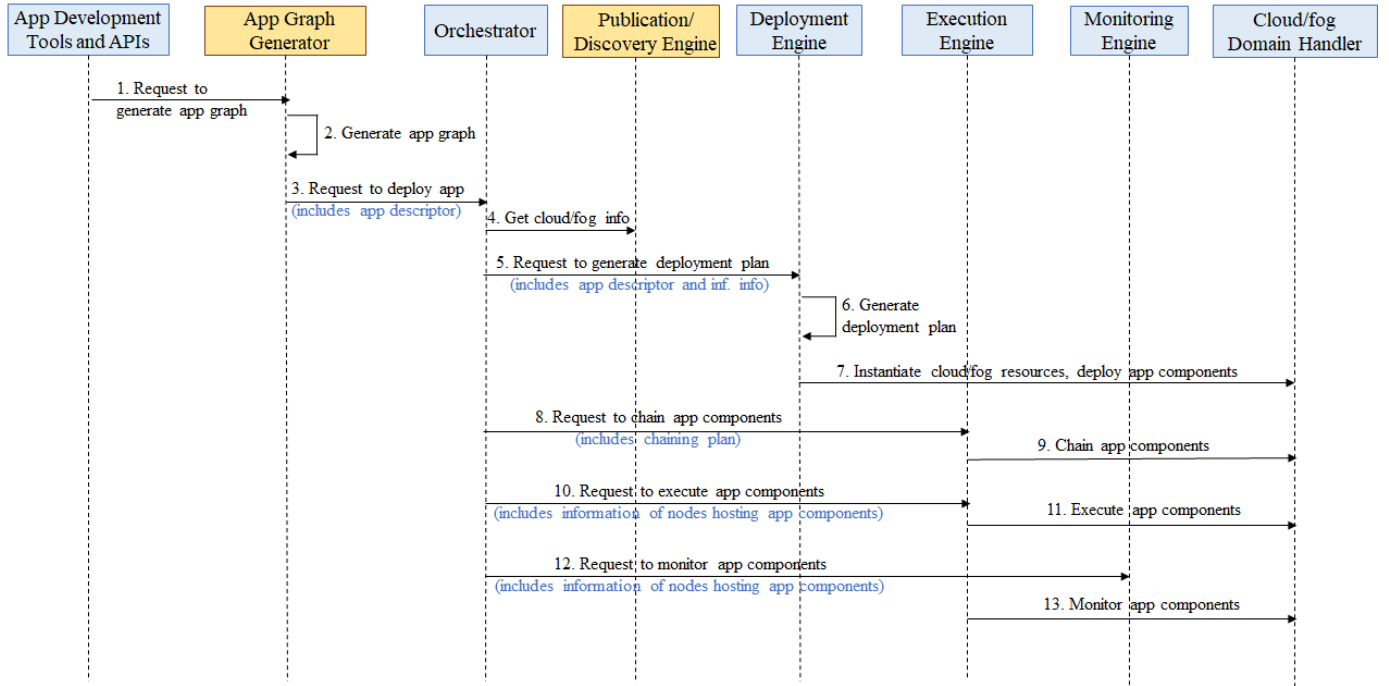 App Development
Tools and APIs
App Graph
Generator
Orchestrator
Publication/
Discovery Engine
Deployment
Engine
Execution
Engine
Monitoring
Engine
Cloud/fog
Domain Handler
1. Request to
generate app graph
2. Generate app graph
3. Request to deploy app
(includes app descriptor)
4. Get cloud/fog info
5. Request to generate deployment plan
(includes app descriptor and inf. info)
6. Generate
deployment plan
7. Instantiate cloud/fog resources, deploy app components
8. Request to chain app components
(includes chaining plan)
9. Chain app components
10. Request to execute app components
(includes information of nodes hosting app components)
11. Execute app components
12. Request to monitor app components
(includes information of nodes hosting app components)
13. Monitor app components